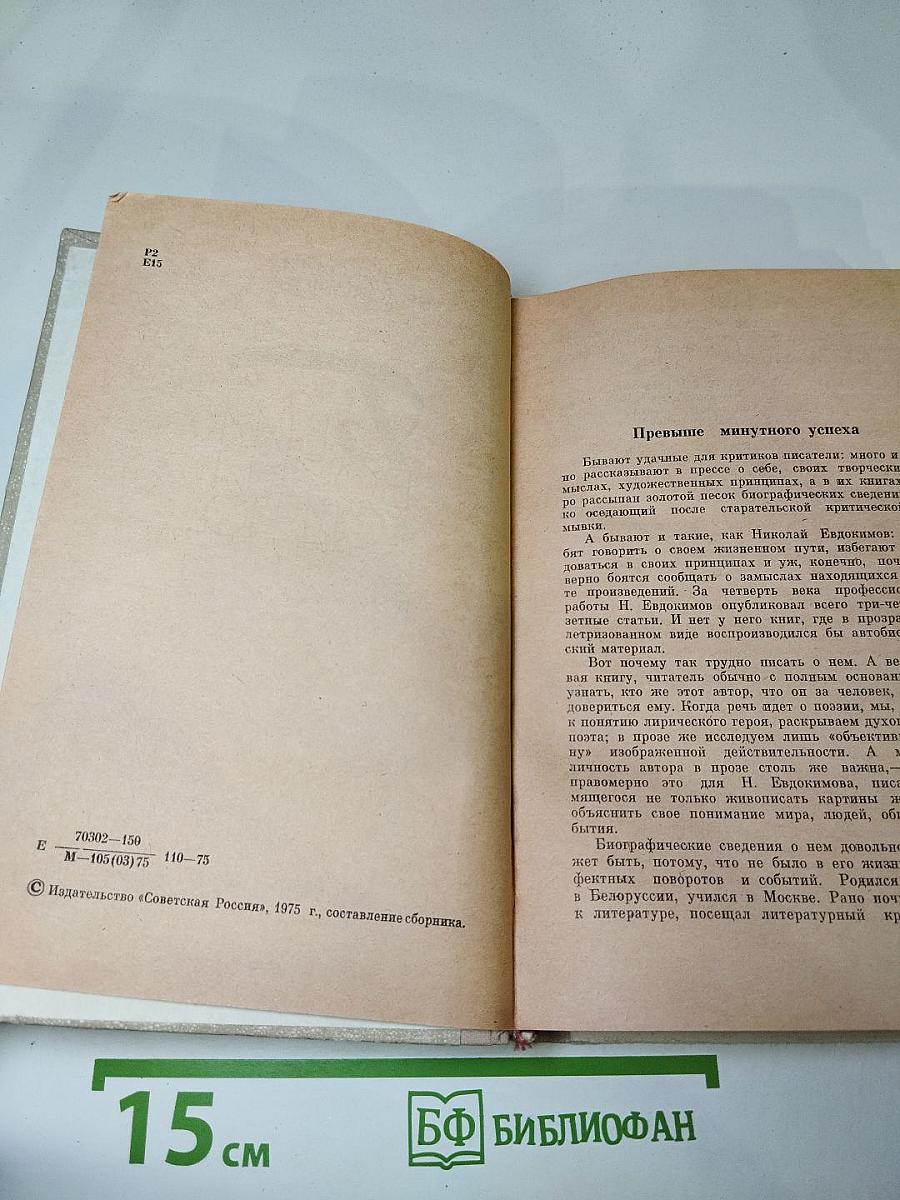 Р2
Е15
Е 70302—150
М—105(03)75 110—75
© Издательство «Советская Россия», 1975 г., составление сборника.
Превыше минутного успеха
Бывают удачные для критиков писатели: много и
но рассказывают в прессе о себе, своих творчески
мыслах, художественных принципах, а в их книгах
ро рассыпан золотой песок биографических сведени
ко оседающий после старательской критической
мывки.
А бывают и такие, как Николай Евдокимов:
бят говорить о своем жизненном пути, избегают
доваться в своих принципах и уж, конечно, поч
верно боятся сообщать о замыслах находящихся
те произведений. За четверть века профессио
работы Н. Евдокимов опубликовал всего три-чет
зетные статьи. И нет у него книг, где в прозра
летризованном виде воспроизводился бы автобио
ский материал.
Вот почему так трудно писать о нем. А ве
вая книгу, читатель обычно с полным основан
узнать, кто же этот автор, что он за человек,
довериться ему. Когда речь идет о поэзии, мы,
к понятию лирического героя, раскрываем духов
поэта; в прозе же исследуем лишь «объектив
ну» изображенной действительности. А м
личность автора в прозе столь же важна,—
правомерно это для Н. Евдокимова, писа
мящегося не только живописать картины ж
объяснить свое понимание мира, людей, об
бытия.
Биографические сведения о нем довольно
жет быть, потому, что не было в его жизн
фектных поворотов и событий. Родился
в Белоруссии, учился в Москве. Рано поч
к литературе, посещал литературный кр
15 см
БФ БИБЛИОФАН